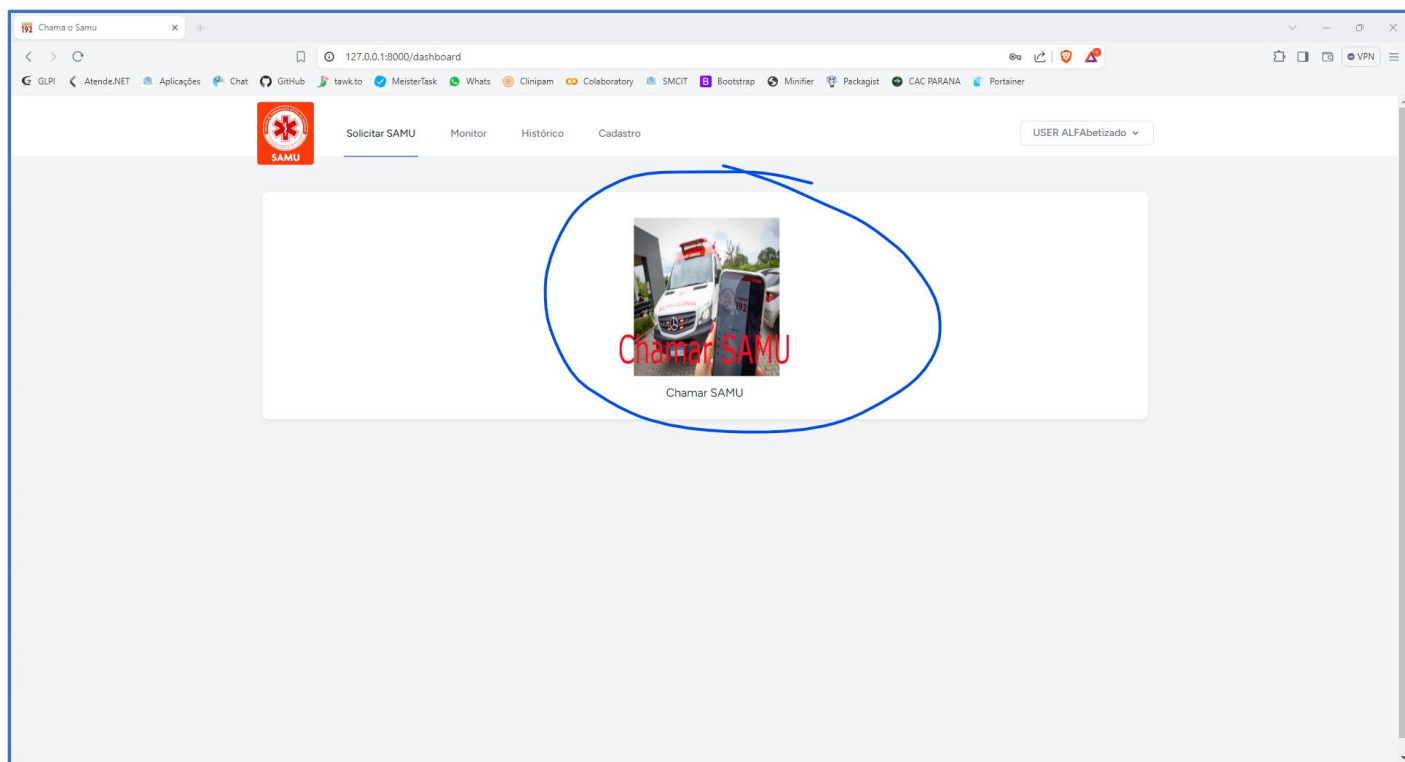 192 Chama o Samu
127.0.0.1:8000/dashboard
VPN
GLPI Atende.NET Aplicações Chat GitHub tawk.to MeisterTask Whats Clinipam Colaboratory SMCIT Bootstrap Minifier Packagist CAC PARANA Portainer
SAMU
Solicitar SAMU Monitor Histórico Cadastro
USER ALFAbetizado
192
Chamar SAMU
Chamar SAMU